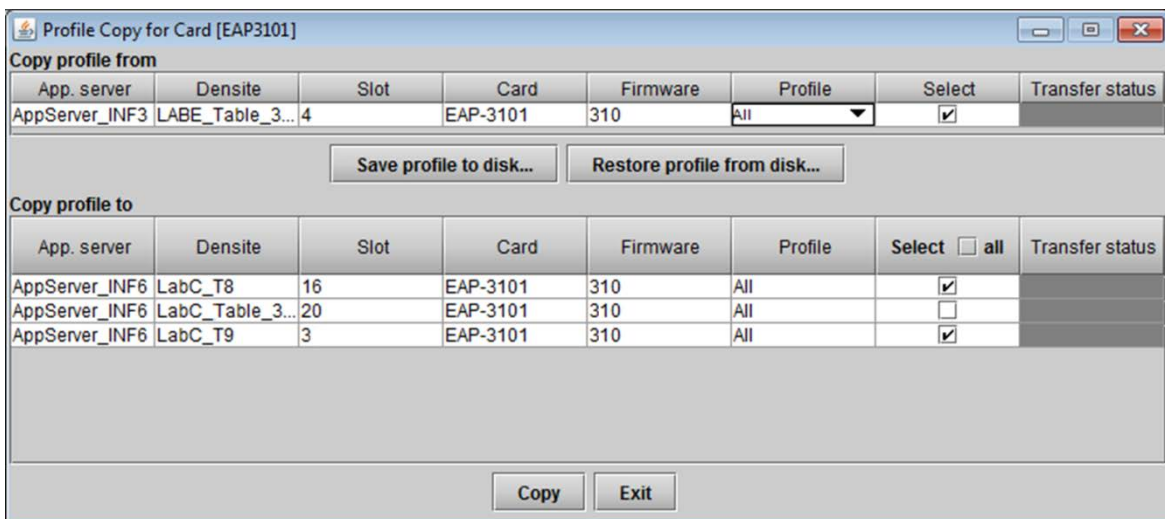 Profile Copy for Card [EAP3101]
Copy profile from
App. server Densite Slot Card Firmware Profile Select Transfer status
AppServer_INF3 LABE_Table_3... 4 EAP-3101 310 All
Save profile to disk... Restore profile from disk...
Copy profile to
App. server Densite Slot Card Firmware Profile Select all Transfer status
AppServer_INF6 LabC_T8 16 EAP-3101 310 All
AppServer_INF6 LabC_Table_3... 20 EAP-3101 310 All
AppServer_INF6 LabC_T9 3 EAP-3101 310 All
Copy Exit